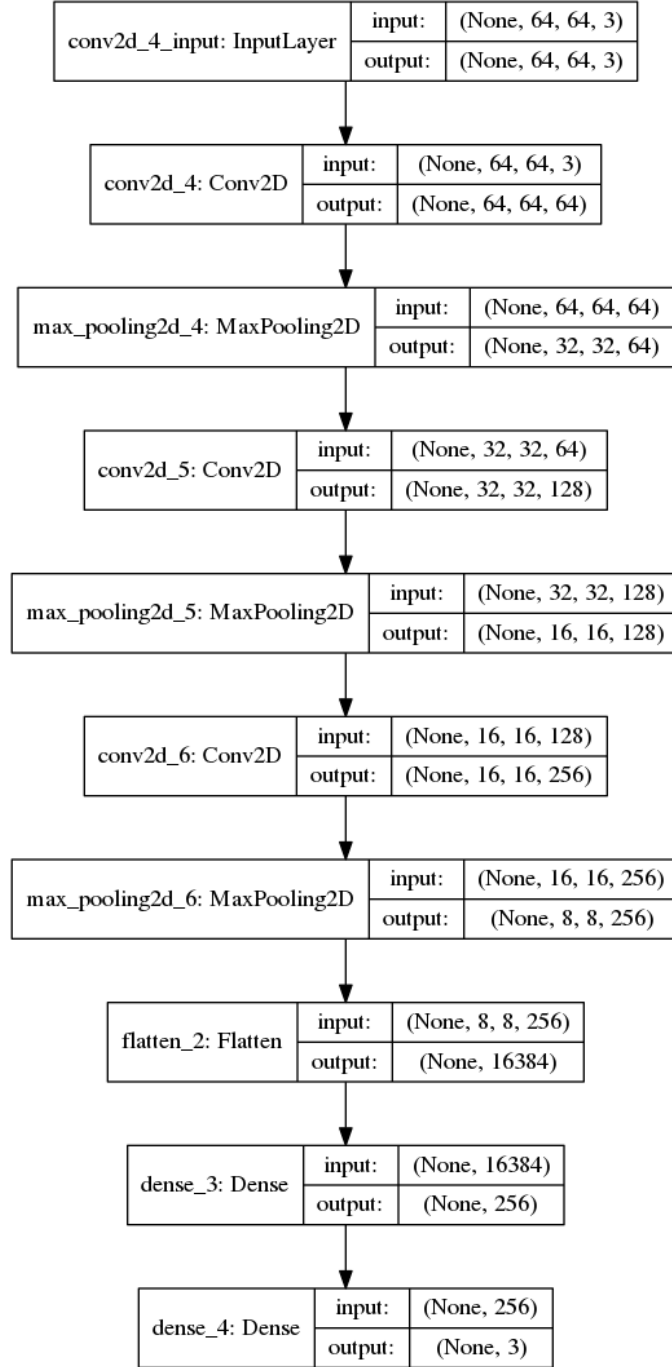 conv2d_4_input: InputLayer
input: (None, 64, 64, 3)
output: (None, 64, 64, 3)
conv2d_4: Conv2D
input: (None, 64, 64, 3)
output: (None, 64, 64, 64)
max_pooling2d_4: MaxPooling2D
input: (None, 64, 64, 64)
output: (None, 32, 32, 64)
conv2d_5: Conv2D
input: (None, 32, 32, 64)
output: (None, 32, 32, 128)
max_pooling2d_5: MaxPooling2D
input: (None, 32, 32, 128)
output: (None, 16, 16, 128)
conv2d_6: Conv2D
input: (None, 16, 16, 128)
output: (None, 16, 16, 256)
max_pooling2d_6: MaxPooling2D
input: (None, 16, 16, 256)
output: (None, 8, 8, 256)
flatten_2: Flatten
input: (None, 8, 8, 256)
output: (None, 16384)
dense_3: Dense
input: (None, 16384)
output: (None, 256)
dense_4: Dense
input: (None, 256)
output: (None, 3)